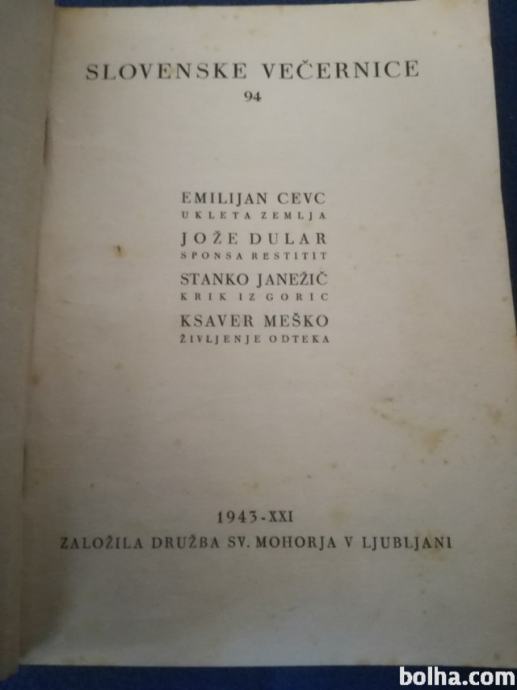 SLOVENSKE VEČERNICE
94
EMILIJAN CEVC
UKLETA ZEMLJA
JOŽE DULAR
SPONSA RESTITIT
STANKO JANEŽIČ
KRIK IZ GORIC
KSAVER MEŠKO
ŽIVLJENJE ODTEKA
1943-XXI
ZALOŽILA DRUŽBA SV. MOHORJA V LJUBLJANI
bolha.com